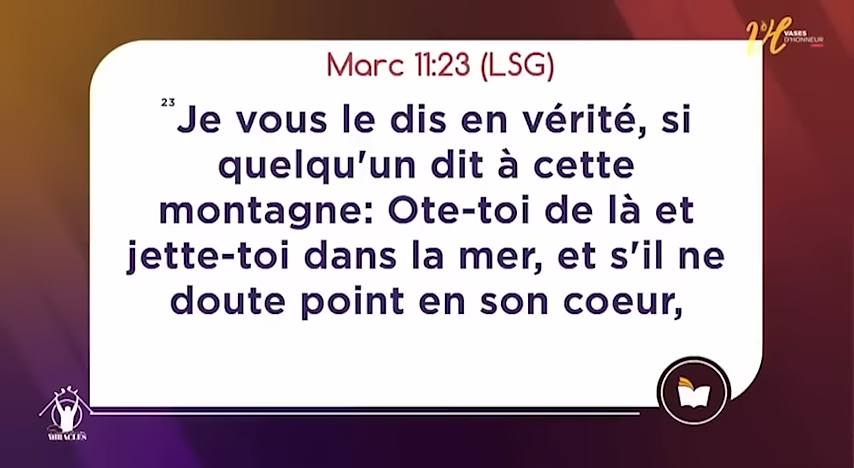 VASES
D'HONNEUR
Marc 11:23 (LSG)
23 Je vous le dis en vérité, si
quelqu'un dit à cette
montagne: Ote-toi de là et
jette-toi dans la mer, et s'il ne
doute point en son coeur,
MIRACLES